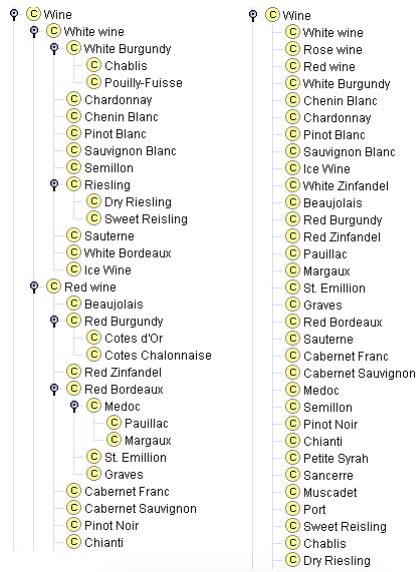 Wine
White wine
White Burgundy
Chablis
Pouilly-Fuisse
Chardonnay
Chenin Blanc
Pinot Blanc
Sauvignon Blanc
Semillon
Riesling
Dry Riesling
Sweet Reisling
Sauterne
White Bordeaux
Ice Wine
Red wine
Beaujolais
Red Burgundy
Cotes d'Or
Cotes Chalonnaise
Red Zinfandel
Red Bordeaux
Medoc
Pauillac
Margaux
St. Emillion
Graves
Cabernet Franc
Cabernet Sauvignon
Pinot Noir
Chianti
Wine
White wine
Rose wine
Red wine
White Burgundy
Chenin Blanc
Chardonnay
Pinot Blanc
Sauvignon Blanc
Ice Wine
White Zinfandel
Beaujolais
Red Burgundy
Red Zinfandel
Pauillac
Margaux
St. Emillion
Graves
Red Bordeaux
Sauterne
Cabernet Franc
Cabernet Sauvignon
Medoc
Semillon
Pinot Noir
Chianti
Petite Syrah
Sancerre
Muscadet
Port
Sweet Reisling
Chablis
Dry Riesling